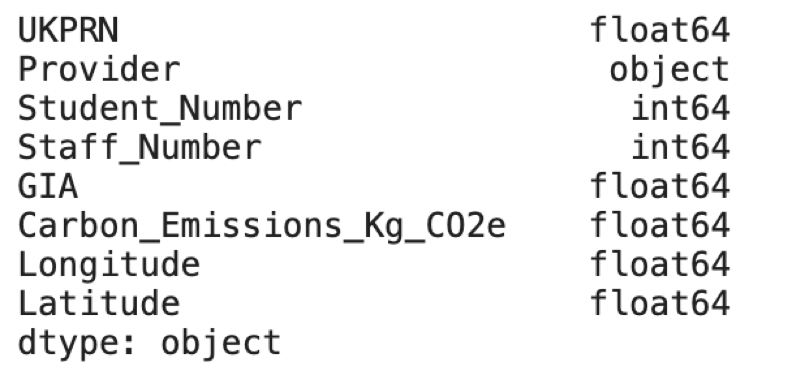 UKPRN float64
Provider object
Student_Number int64
Staff_Number int64
GIA float64
Carbon_Emissions_Kg_CO2e float64
Longitude float64
Latitude float64
dtype: object